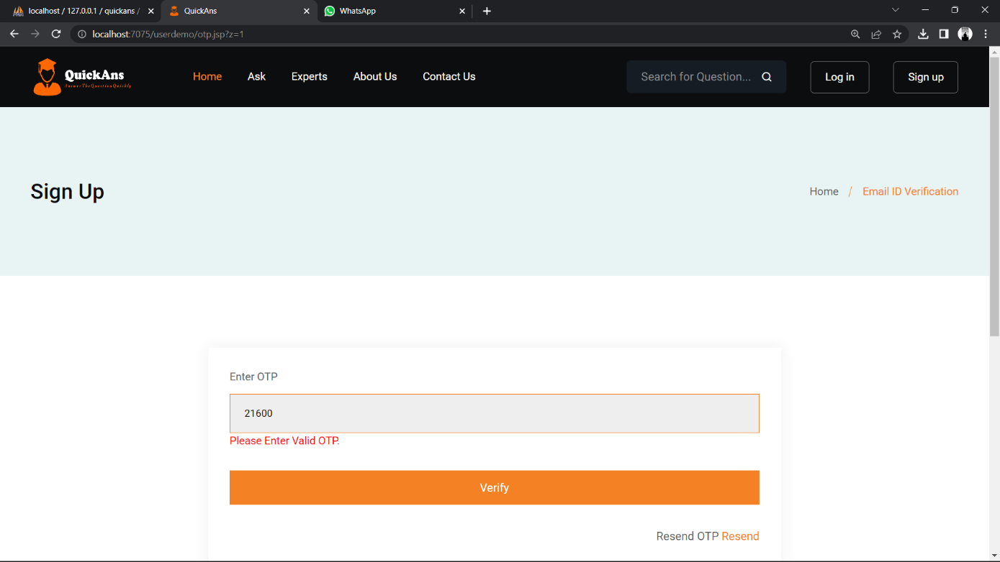 localhost / 127.0.0.1 / quickans /
QuickAns
WhatsApp
localhost:7075/userdemo/otp.jsp?z=1
QuickAns
AnswerTheQuestionQuickly
Home
Ask
Experts
About Us
Contact Us
Search for Question...
Log in
Sign up
Sign Up
Home / Email ID Verification
Enter OTP
21600
Please Enter Valid OTP.
Verify
Resend OTP Resend